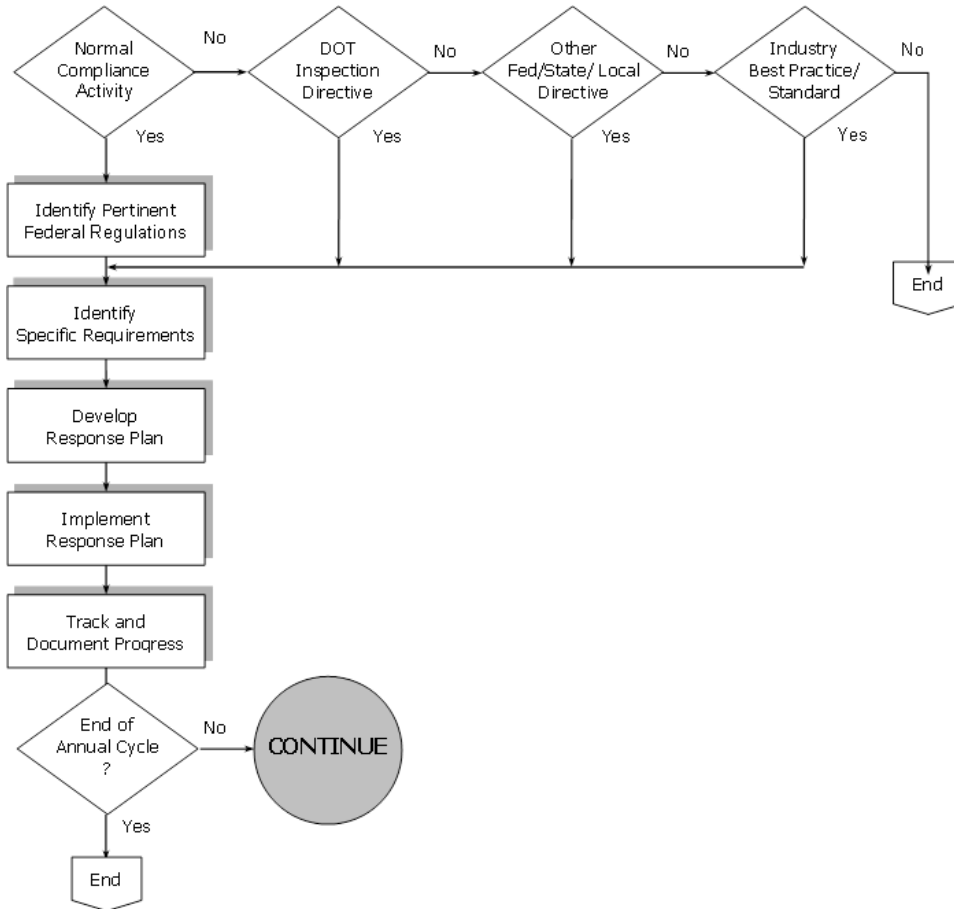 Normal
Compliance
Activity
No
DOT
Inspection
Directive
No
Other
Fed/State/ Local
Directive
No
Industry
Best Practice/
Standard
No
Yes
Yes
Yes
Yes
Identify Pertinent
Federal Regulations
End
Identify
Specific Requirements
Develop
Response Plan
Implement
Response Plan
Track and
Document Progress
End of
Annual Cycle
?
No
CONTINUE
Yes
End